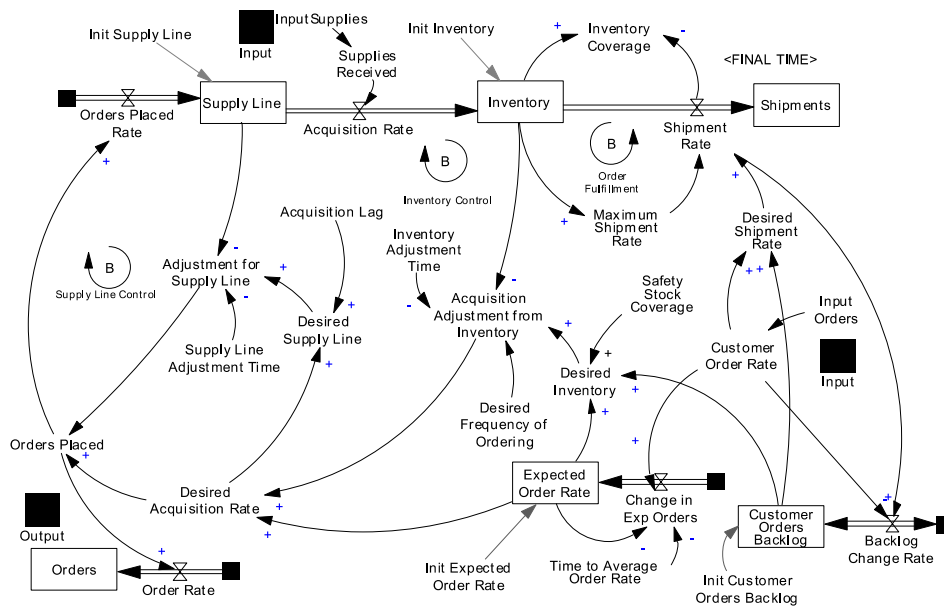 Init Supply Line
Input Supplies
Input
Supplies
Received
Init Inventory
+
Inventory
Coverage
-
<FINAL TIME>
Orders Placed
Rate
+
Supply Line
Acquisition Rate
Inventory
Shipment
Rate
Shipments
B
Inventory Control
B
Order
Fulfillment
+
Acquisition Lag
Inventory
Adjustment
Time
+
Maximum
Shipment
Rate
+
Desired
Shipment
Rate
+ +
B
Supply Line Control
-
Adjustment for
Supply Line
+
-
Supply Line
Adjustment Time
+
Desired
Supply Line
+
-
-
Acquisition
Adjustment from
Inventory
+
Safety
Stock
Coverage
Input
Orders
Input
Customer
Order Rate
+
Desired
Inventory
+
+
+
Desired
Frequency of
Ordering
Orders Placed
+
Desired
Acquisition Rate
+
+
Output
Orders
+
Order Rate
Expected
Order Rate
Change in
Exp Orders
-
-
Init Expected
Order Rate
Time to Average
Order Rate
Customer
Orders
Backlog
-
+
Backlog
Change Rate
Init Customer
Orders Backlog